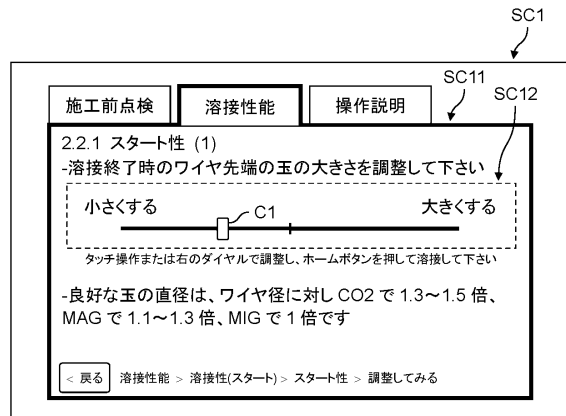 SC1
SC11
SC12
施工前点検 溶接性能 操作説明
2.2.1 スタート性 (1)
-溶接終了時のワイヤ先端の玉の大きさを調整して下さい
小さくする C1 大きくする
タッチ操作または右のダイヤルで調整し、ホームボタンを押して溶接して下さい
-良好な玉の直径は、ワイヤ径に対し CO2 で 1.3~1.5 倍、
MAG で 1.1~1.3 倍、MIG で 1 倍です
< 戻る 溶接性能 > 溶接性(スタート) > スタート性 > 調整してみる